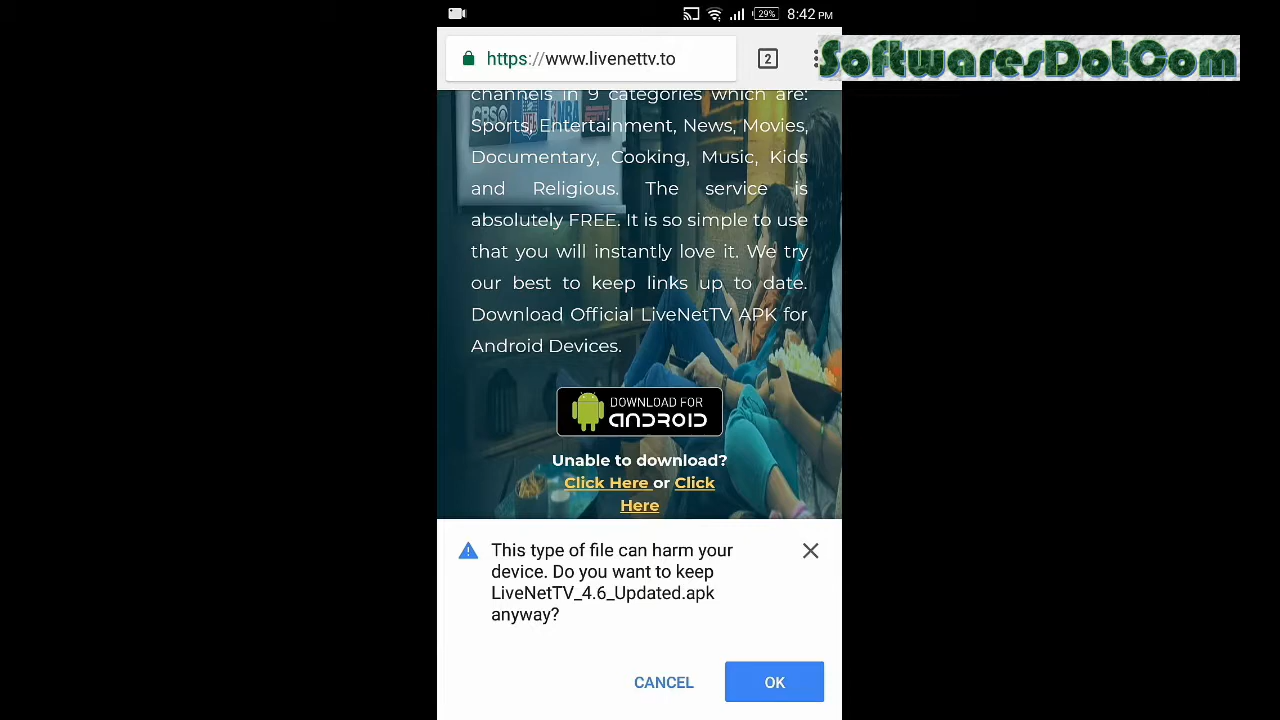 29% 8:42 PM
https://www.livenettv.to
2
SoftwaresDotCom
channels in 9 categories which are:
CBS NFL NBA ESPN
Sports, Entertainment, News, Movies,
Documentary, Cooking, Music, Kids
and Religious. The service is
absolutely FREE. It is so simple to use
that you will instantly love it. We try
our best to keep links up to date.
Download Official LiveNetTV APK for
Android Devices.
DOWNLOAD FOR
ANDROID
Unable to download?
Click Here or Click
Here
This type of file can harm your
device. Do you want to keep
LiveNetTV_4.6_Updated.apk
anyway?
CANCEL OK